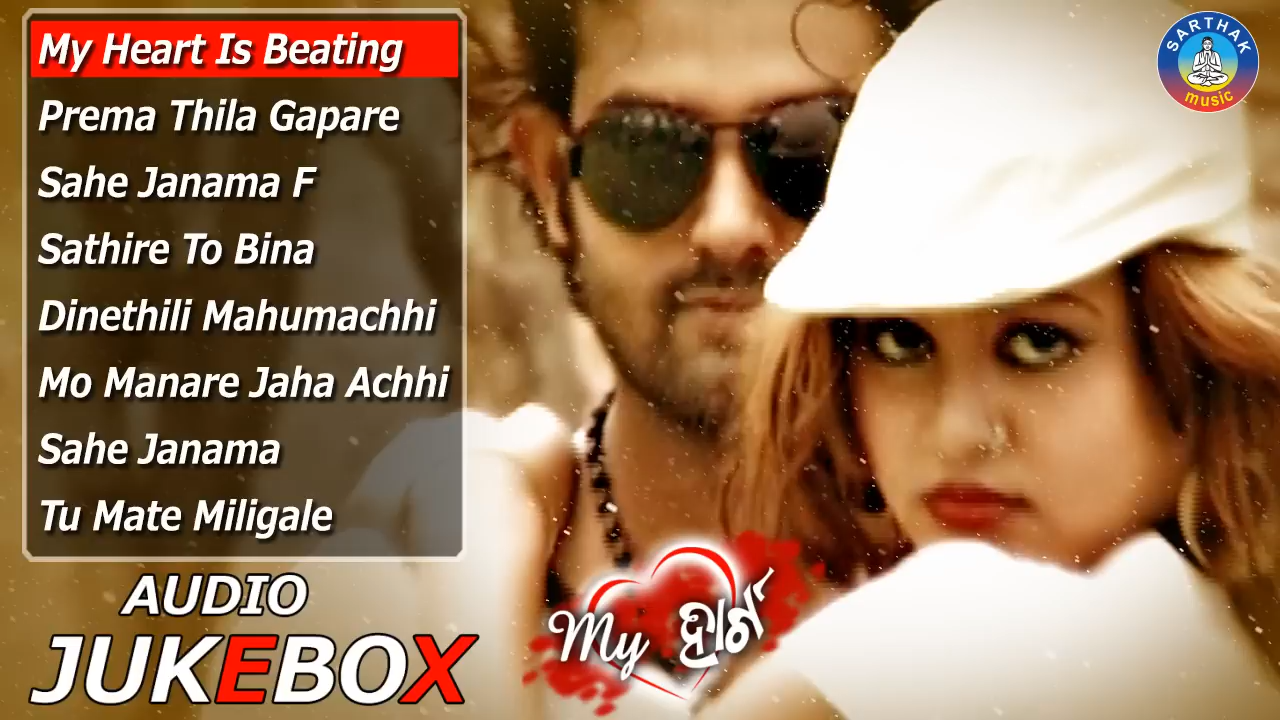 My Heart Is Beating
Prema Thila Gapare
Sahe Janama F
Sathire To Bina
Dinethili Mahumachhi
Mo Manare Jaha Achhi
Sahe Janama
Tu Mate Miligale
AUDIO
JUKEBOX
My ହାର୍ଟ
SARTHAK
music